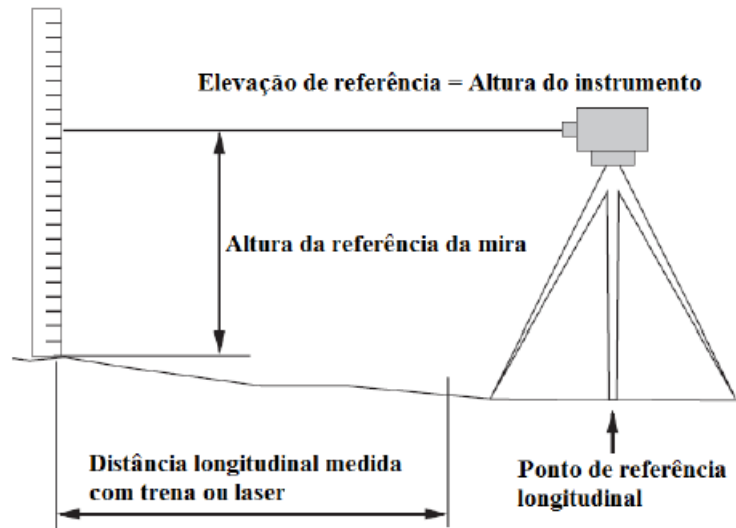 Elevação de referência = Altura do instrumento
Altura da referência da mira
Distância longitudinal medida
com trena ou laser
Ponto de referência
longitudinal